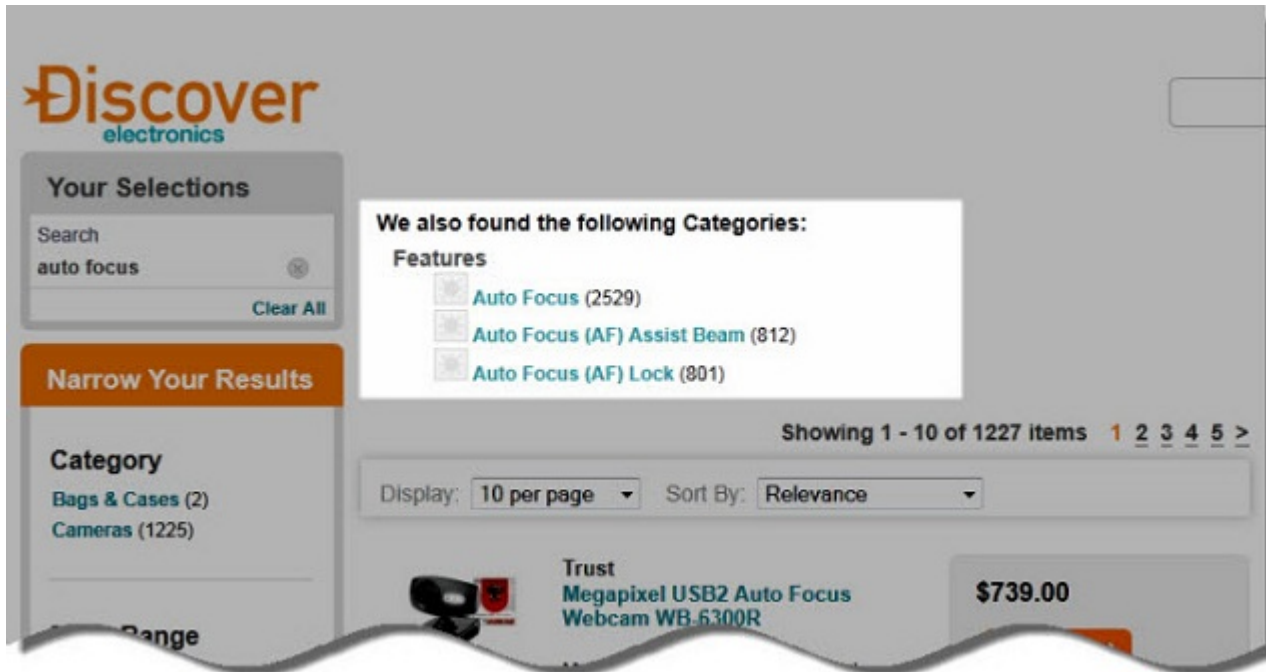 Discover
electronics
Your Selections
Search
auto focus
Clear All
Narrow Your Results
Category
Bags & Cases (2)
Cameras (1225)
Range
We also found the following Categories:
Features
Auto Focus (2529)
Auto Focus (AF) Assist Beam (812)
Auto Focus (AF) Lock (801)
Showing 1 - 10 of 1227 items 1 2 3 4 5 >
Display: 10 per page Sort By: Relevance
Trust
Megapixel USB2 Auto Focus
Webcam WB-6300R
$739.00